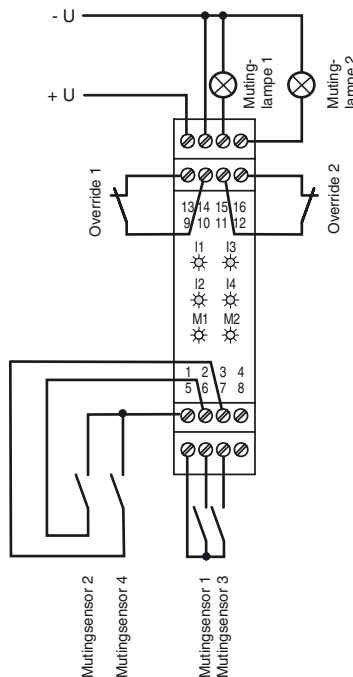 - U
+ U
Muting-
lampe 1
Muting-
lampe 2
Override 1
Override 2
13 14 15 16
9 10 11 12
I1 I3
I2 I4
M1 M2
1 2 3 4
5 6 7 8
Mutingsensor 2
Mutingsensor 4
Mutingsensor 1
Mutingsensor 3